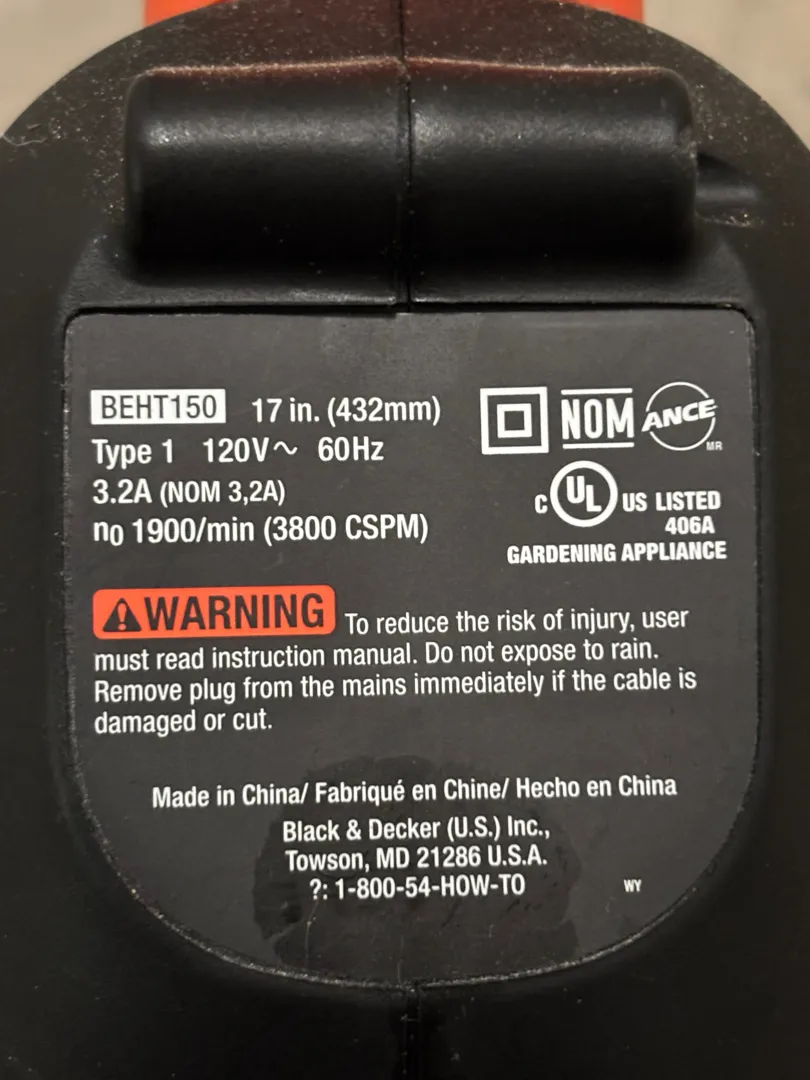 BEHT150 17 in. (432mm)
Type 1 120V~ 60Hz
3.2A (NOM 3,2A)
n0 1900/min (3800 CSPM)
NOM ANCE MR
C UL US LISTED
406A
GARDENING APPLIANCE
WARNING To reduce the risk of injury, user
must read instruction manual. Do not expose to rain.
Remove plug from the mains immediately if the cable is
damaged or cut.
Made in China/ Fabriqué en Chine/ Hecho en China
Black & Decker (U.S.) Inc.,
Towson, MD 21286 U.S.A.
?: 1-800-54-HOW-TO
WY